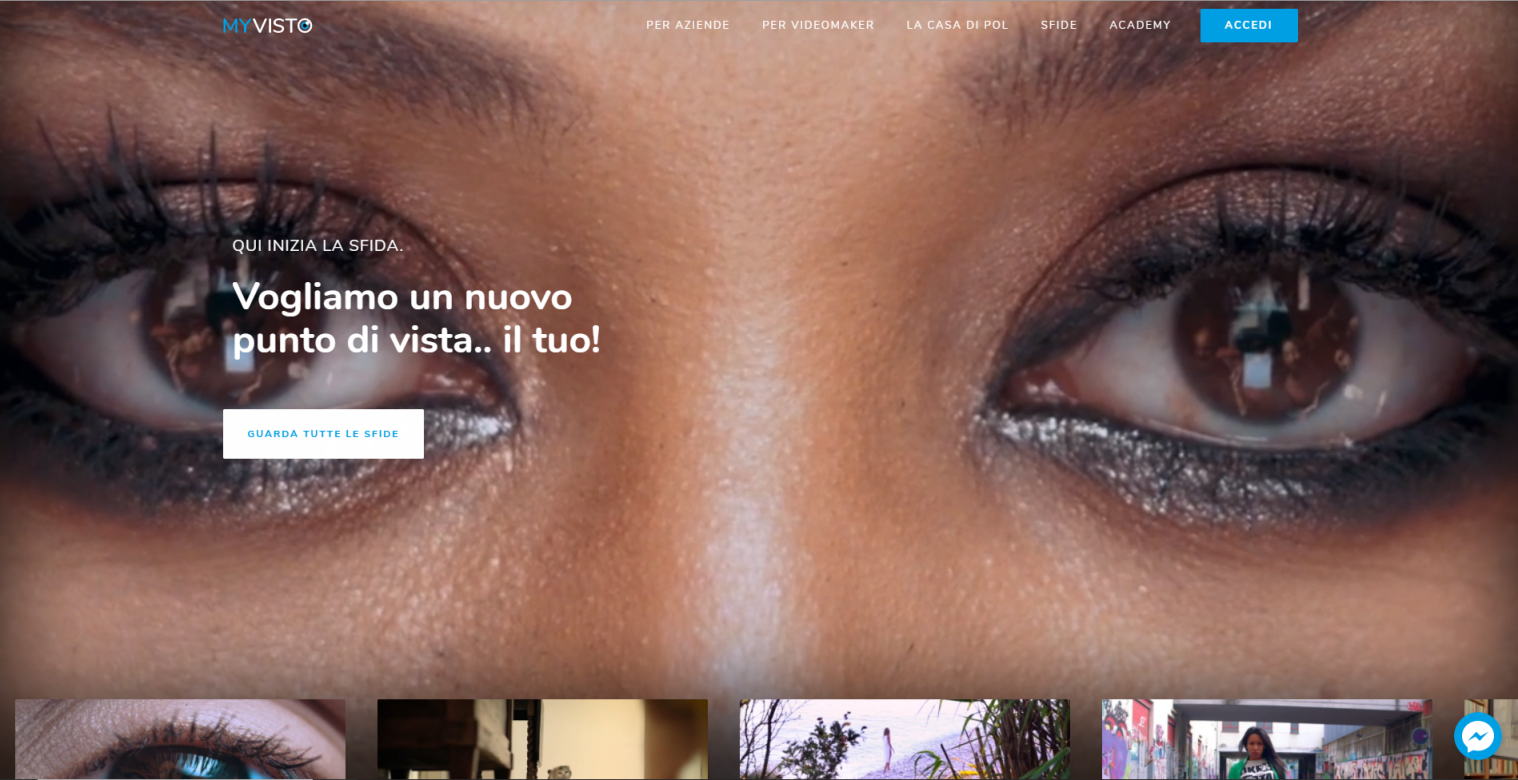 MYVISTO
PER AZIENDE
PER VIDEOMAKER
LA CASA DI POL
SFIDE
ACADEMY
ACCEDI
QUI INIZIA LA SFIDA.
Vogliamo un nuovo
punto di vista.. il tuo!
GUARDA TUTTE LE SFIDE